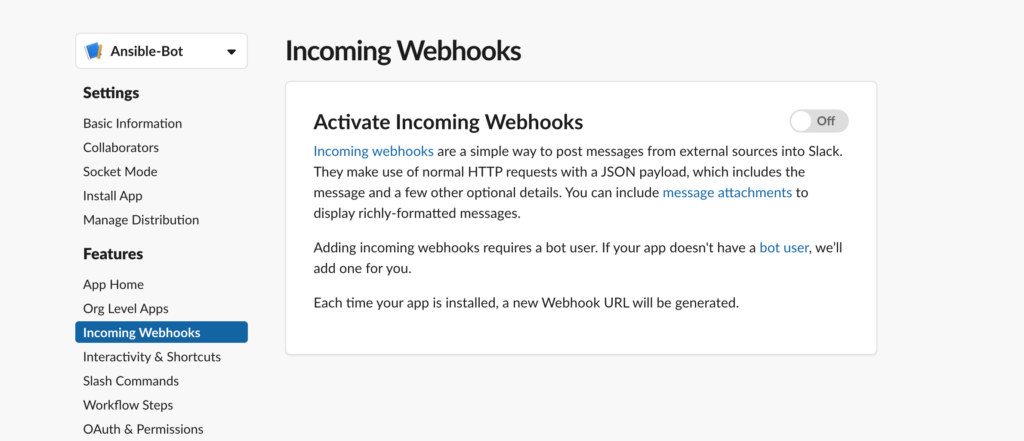 Ansible-Bot
Settings
Basic Information
Collaborators
Socket Mode
Install App
Manage Distribution
Features
App Home
Org Level Apps
Incoming Webhooks
Interactivity & Shortcuts
Slash Commands
Workflow Steps
OAuth & Permissions
Incoming Webhooks
Activate Incoming Webhooks
Off
Incoming webhooks are a simple way to post messages from external sources into Slack.
They make use of normal HTTP requests with a JSON payload, which includes the
message and a few other optional details. You can include message attachments to
display richly-formatted messages.
Adding incoming webhooks requires a bot user. If your app doesn't have a bot user, we’ll
add one for you.
Each time your app is installed, a new Webhook URL will be generated.